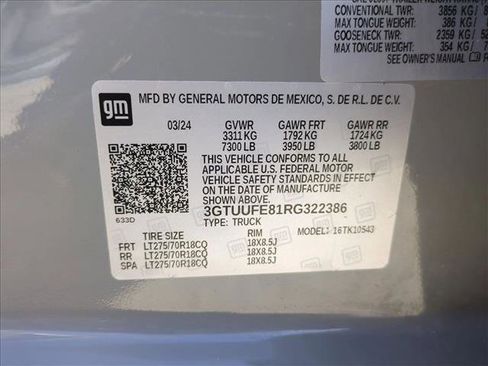 CONVENTIONAL TWR: 3856 KG /
MAX TONGUE WEIGHT: 386 KG /
GOOSENECK TWR: 2359 KG / 52
MAX TONGUE WEIGHT: 354 KG / 78
SEE OWNER'S MANUAL
gm
MFD BY GENERAL MOTORS DE MEXICO, S. DE R.L. DE C.V.
03/24 GVWR GAWR FRT GAWR RR
3311 KG 1792 KG 1724 KG
7300 LB 3950 LB 3800 LB
THIS VEHICLE CONFORMS TO ALL
APPLICABLE U.S. FEDERAL MOTOR
VEHICLE SAFETY STANDARDS IN
EFFECT ON THE DATE OF
MANUFACTURE SHOWN ABOVE.
3GTUUFE81RG322386
TYPE: TRUCK
633D
TIRE SIZE RIM MODEL: 16TK10543
FRT LT275/70R18CQ 18X8.5J
RR LT275/70R18CQ 18X8.5J
SPA LT275/70R18CQ 18X8.5J